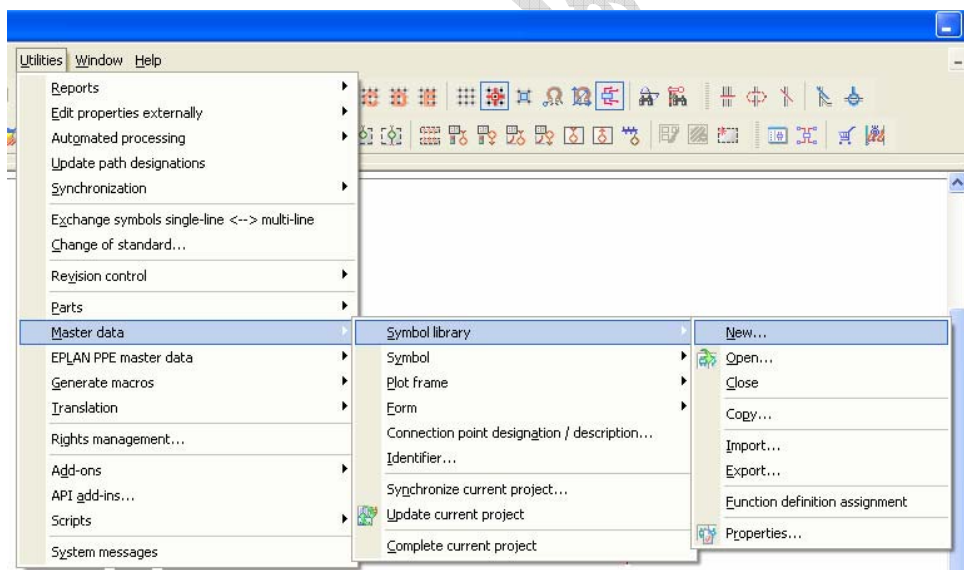 Utilities Window Help
Reports
Edit properties externally
Automated processing
Update path designations
Synchronization
Exchange symbols single-line <--> multi-line
Change of standard...
Revision control
Parts
Master data
EPLAN PPE master data
Generate macros
Translation
Rights management...
Add-ons
API add-ins...
Scripts
System messages
Symbol library
Symbol
Plot frame
Form
Connection point designation / description...
Identifier...
Synchronize current project...
Update current project
Complete current project
New...
Open...
Close
Copy...
Import...
Export...
Function definition assignment
Properties...